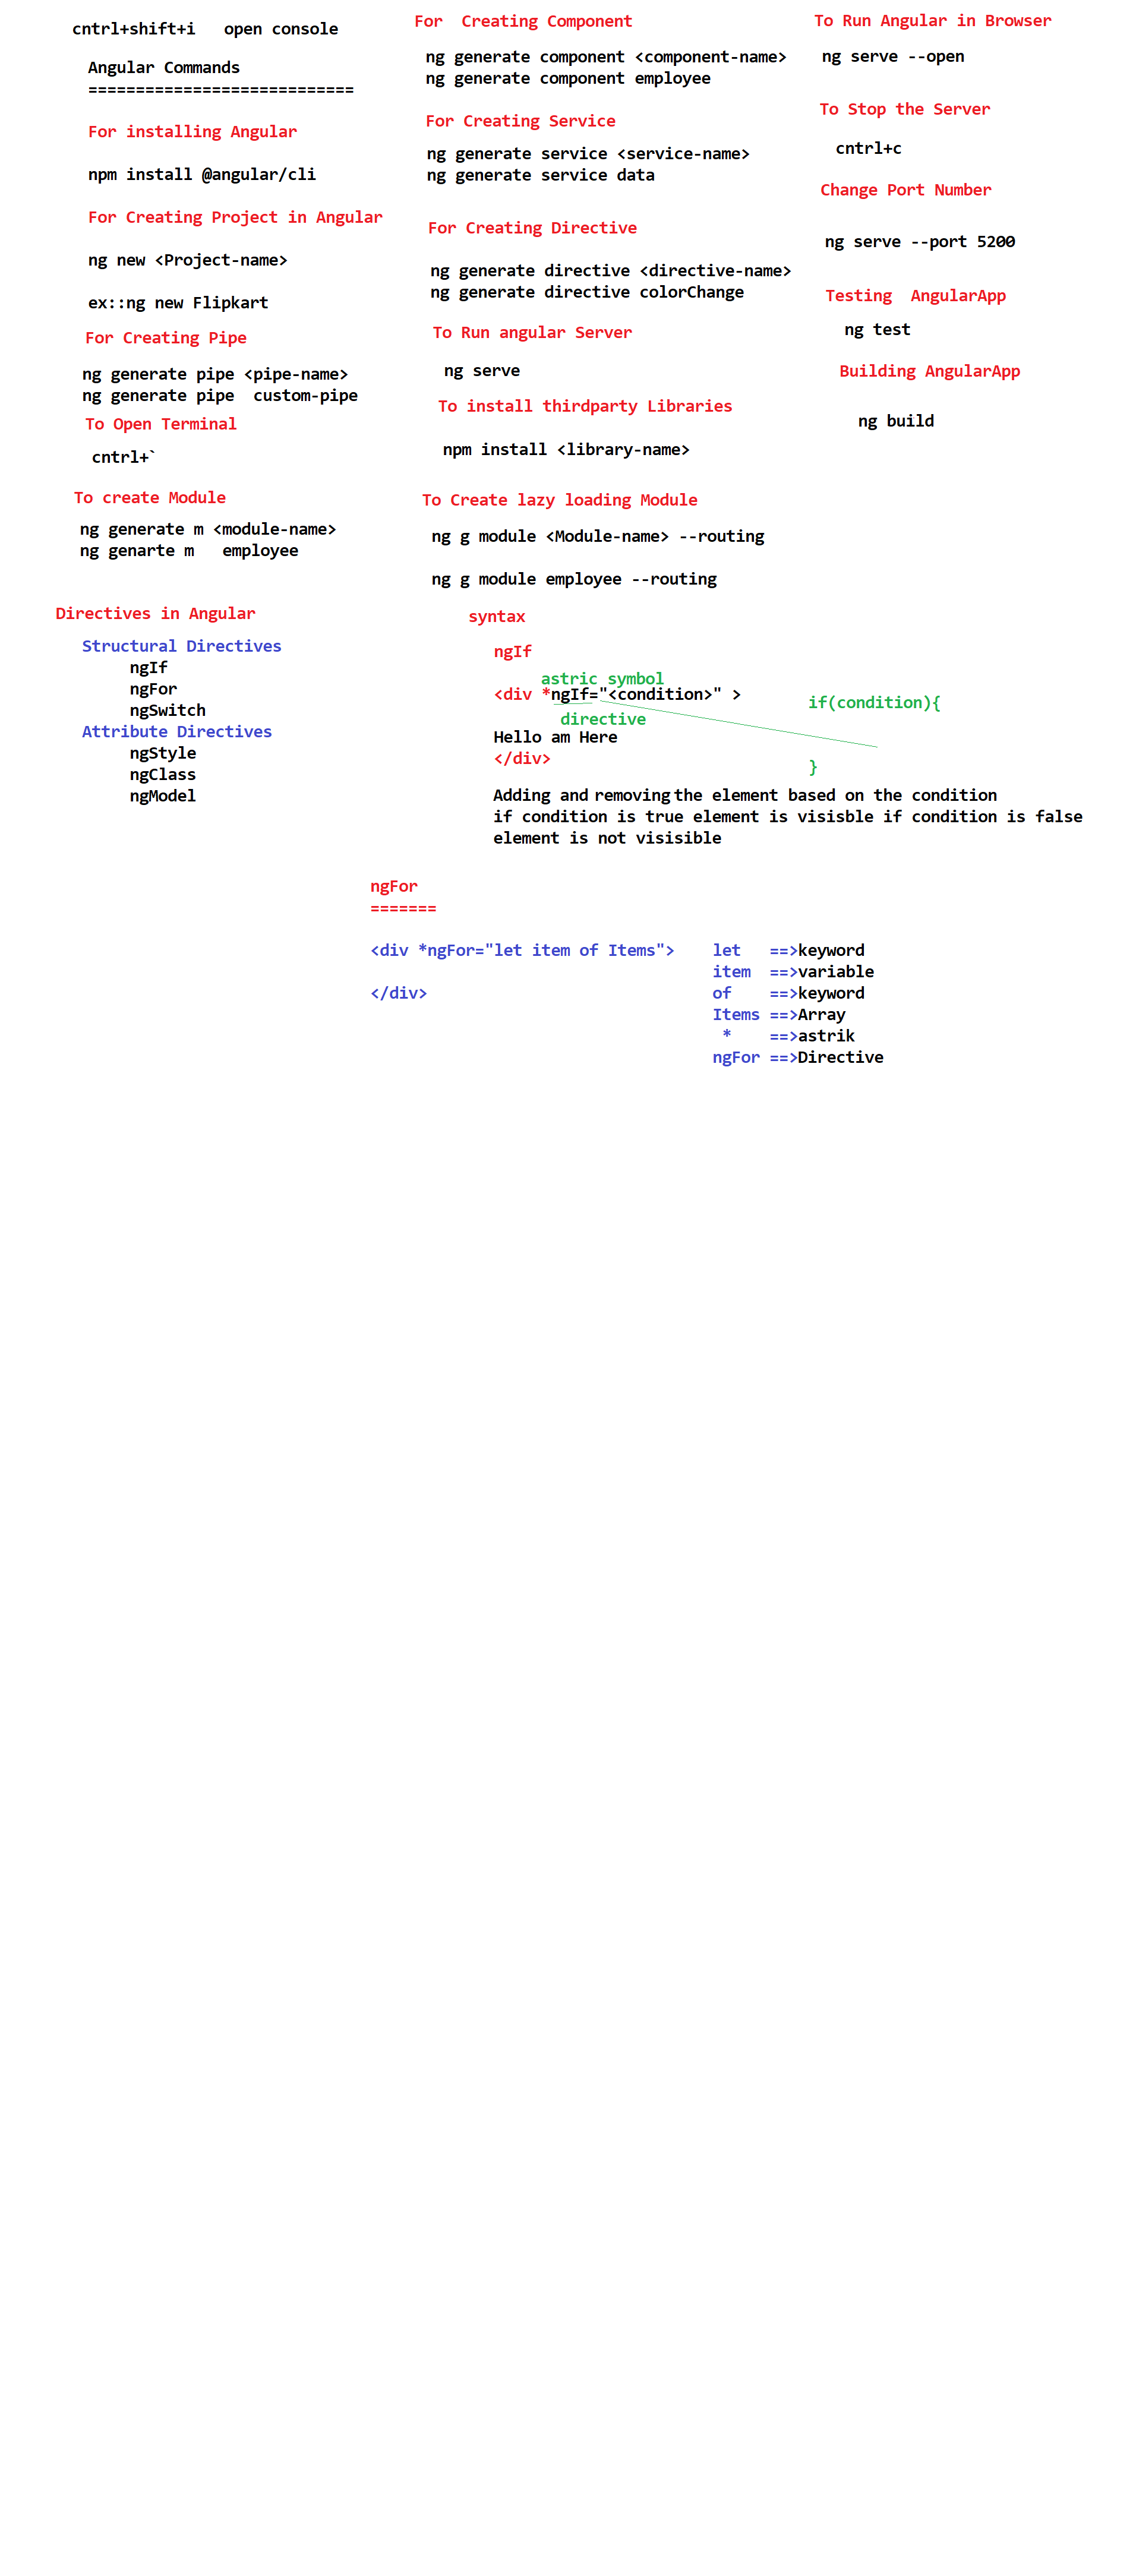 cntrl+shift+i   open console
Angular Commands
============================
For installing Angular
npm install @angular/cli
For Creating Project in Angular
ng new <Project-name>
ex::ng new Flipkart
For Creating Pipe
ng generate pipe <pipe-name>
ng generate pipe  custom-pipe
To Open Terminal
cntrl+`
To create Module
ng generate m <module-name>
ng genarte m   employee
For  Creating Component
ng generate component <component-name>
ng generate component employee
For Creating Service
ng generate service <service-name>
ng generate service data
For Creating Directive
ng generate directive <directive-name>
ng generate directive colorChange
To Run angular Server
ng serve
To install thirdparty Libraries
npm install <library-name>
To Create lazy loading Module
ng g module <Module-name> --routing
ng g module employee --routing
To Run Angular in Browser
ng serve --open
To Stop the Server
cntrl+c
Change Port Number
ng serve --port 5200
Testing  AngularApp
ng test
Building AngularApp
ng build
Directives in Angular
Structural Directives
ngIf
ngFor
ngSwitch
Attribute Directives
ngStyle
ngClass
ngModel
syntax
ngIf
astric symbol
<div *ngIf="<condition>" >
directive
Hello am Here
</div>
if(condition){
}
Adding and removing the element based on the condition
if condition is true element is visisble if condition is false
element is not visisible
ngFor
=======
<div *ngFor="let item of Items">
</div>
let   ==>keyword
item  ==>variable
of    ==>keyword
Items ==>Array
*    ==>astrik
ngFor ==>Directive